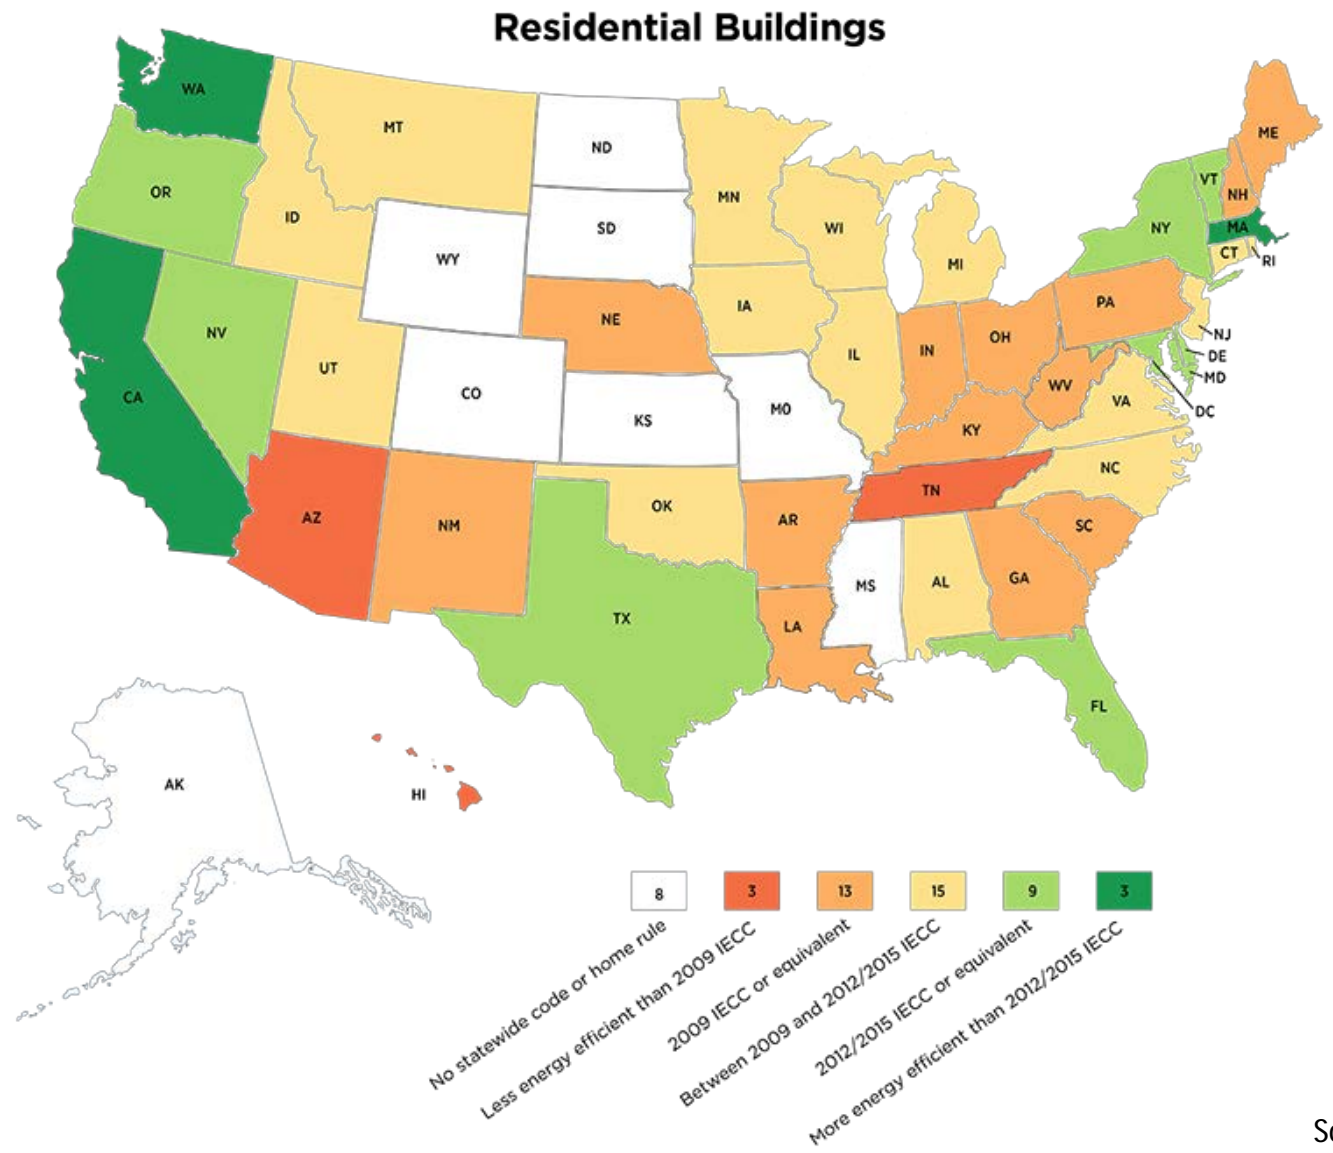 Residential Buildings
WA
MT
ND
MN
ME
OR
ID
SD
WI
VT
NH
NY
MA
WY
MI
CT
RI
NV
UT
NE
IA
IL
IN
OH
PA
NJ
DE
MD
DC
CA
CO
KS
MO
KY
WV
VA
NC
AZ
NM
OK
AR
TN
SC
TX
LA
MS
AL
GA
FL
AK
HI
8
3
13
15
9
3
No statewide code or home rule
Less energy efficient than 2009 IECC
2009 IECC or equivalent
Between 2009 and 2012/2015 IECC
2012/2015 IECC or equivalent
More energy efficient than 2012/2015 IECC